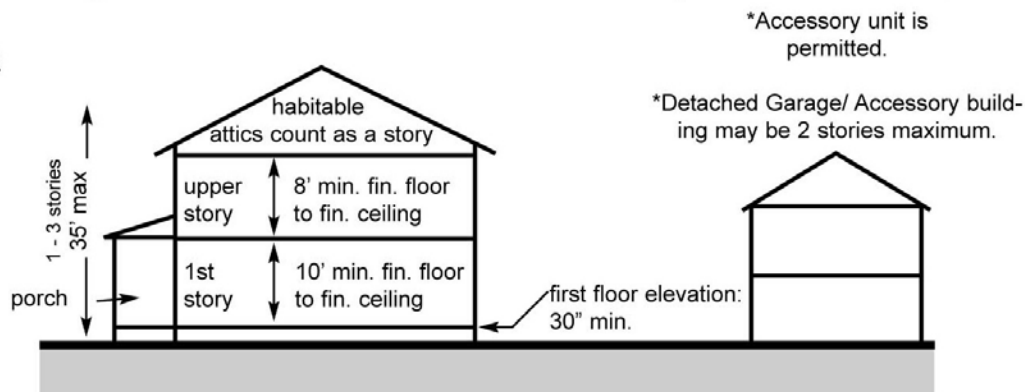 *Accessory unit is
permitted.
*Detached Garage/ Accessory build-
ing may be 2 stories maximum.
habitable
attics count as a story
upper
story
8’ min. fin. floor
to fin. ceiling
1 - 3 stories
35’ max
1st
story
10’ min. fin. floor
to fin. ceiling
porch
first floor elevation:
30” min.